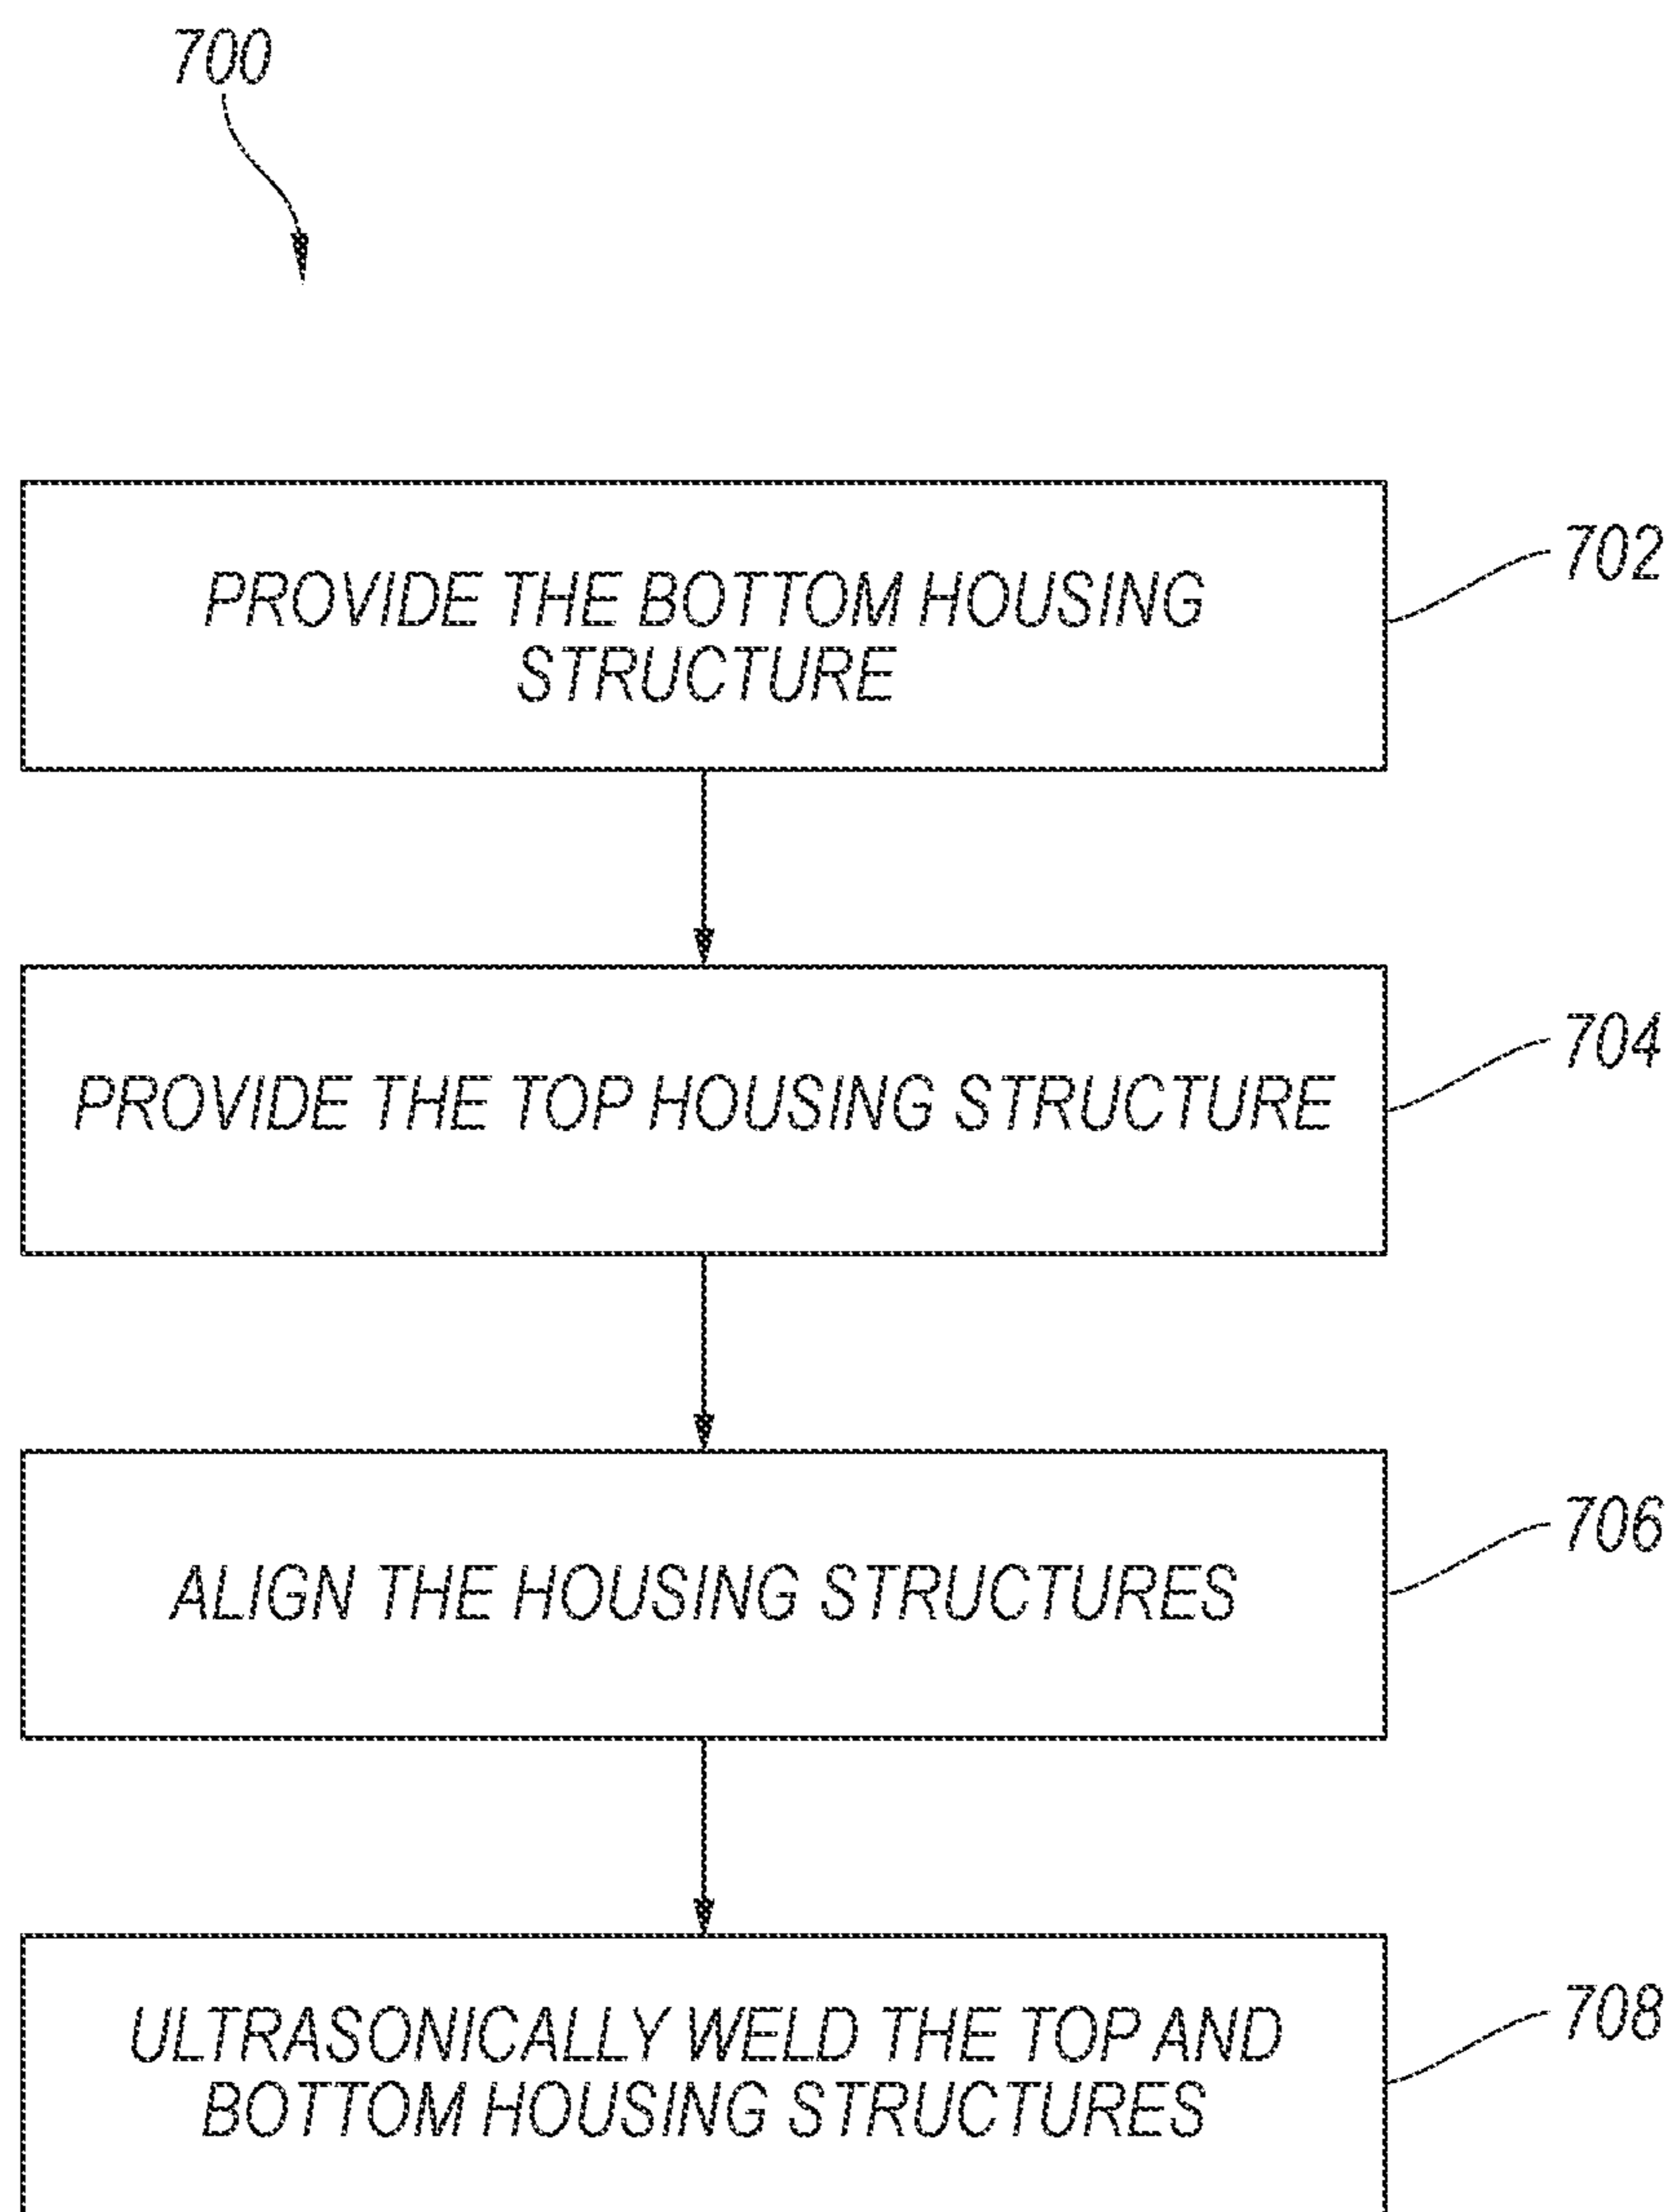 700
PROVIDE THE BOTTOM HOUSING
STRUCTURE
702
PROVIDE THE TOP HOUSING STRUCTURE
704
ALIGN THE HOUSING STRUCTURES
706
ULTRASONICALLY WELD THE TOP AND
BOTTOM HOUSING STRUCTURES
708